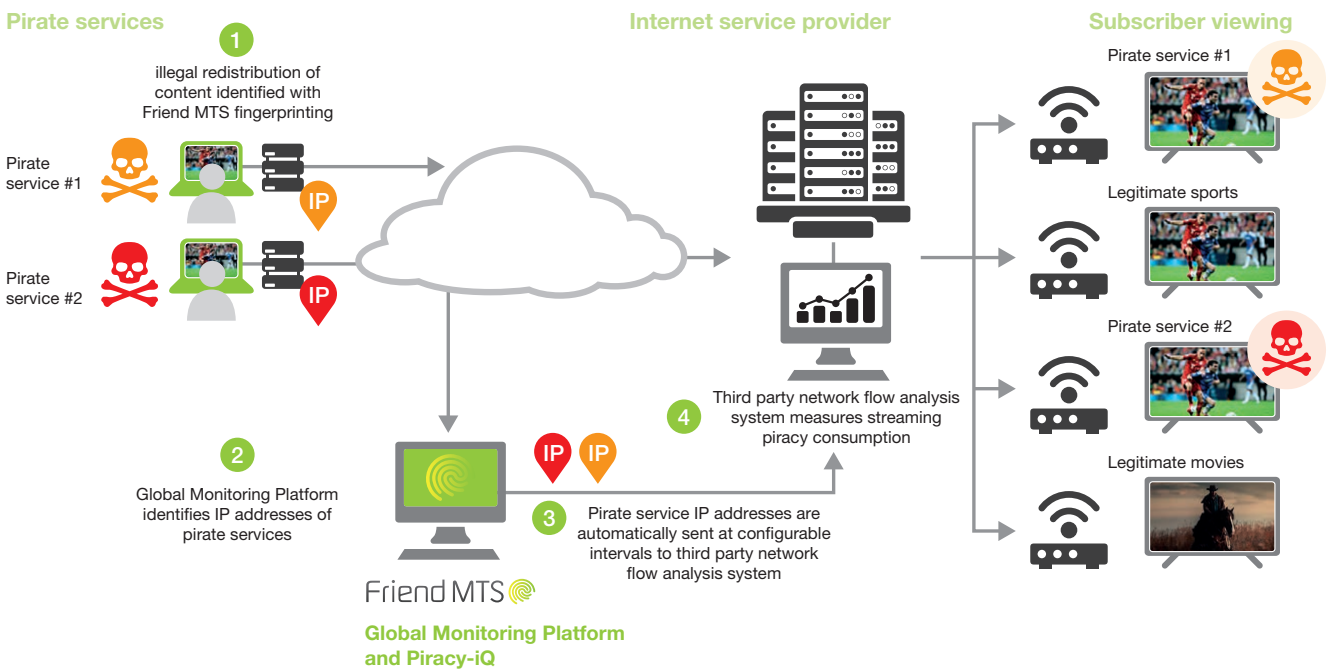 Pirate services
Internet service provider
Subscriber viewing
1
illegal redistribution of
content identified with
Friend MTS fingerprinting
Pirate
service #1
IP
Pirate
service #2
IP
Pirate service #1
Legitimate sports
Pirate service #2
Legitimate movies
2
Global Monitoring Platform
identifies IP addresses of
pirate services
IP IP
3
Pirate service IP addresses are
automatically sent at configurable
intervals to third party network
flow analysis system
4
Third party network flow analysis
system measures streaming
piracy consumption
Friend MTS
Global Monitoring Platform
and Piracy-iQ